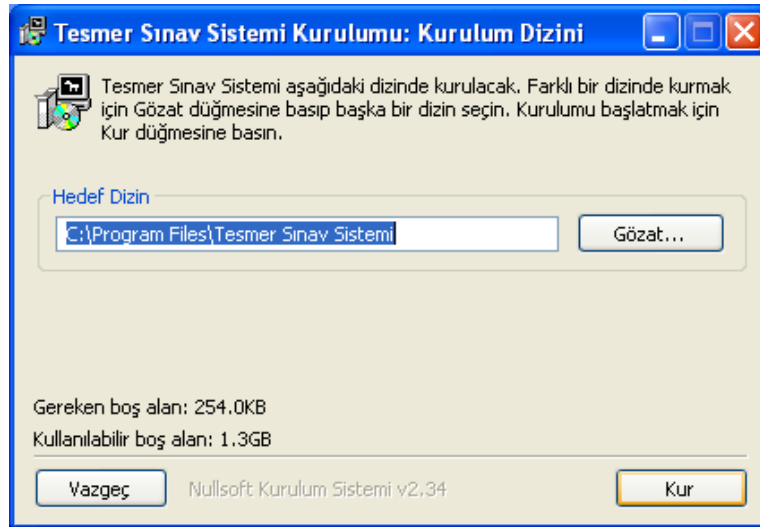 Tesmer Sınav Sistemi Kurulumu: Kurulum Dizini
Tesmer Sınav Sistemi aşağıdaki dizinde kurulacak. Farklı bir dizinde kurmak
için Gözat düğmesine basıp başka bir dizin seçin. Kurulumu başlatmak için
Kur düğmesine basın.
Hedef Dizin
C:\Program Files\Tesmer Sınav Sistemi
Gözat...
Gereken boş alan: 254.0KB
Kullanılabilir boş alan: 1.3GB
Vazgeç
Nullsoft Kurulum Sistemi v2.34
Kur